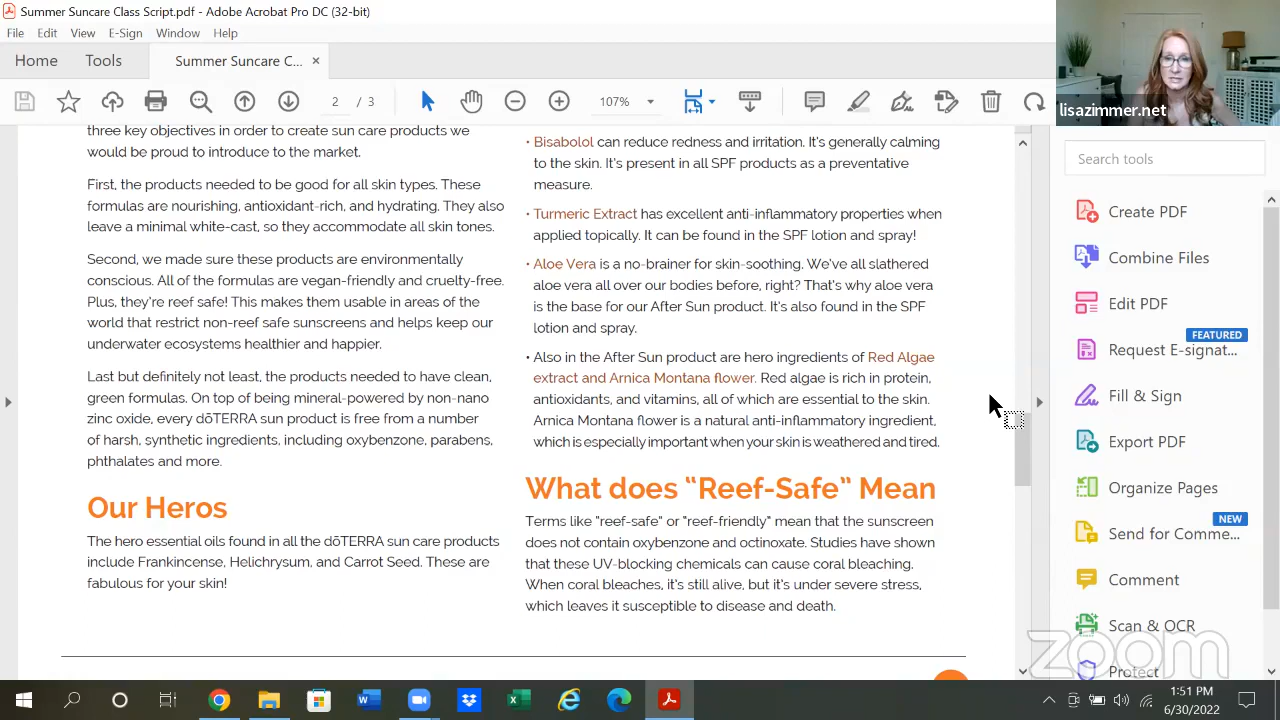 Summer Suncare Class Script.pdf - Adobe Acrobat Pro DC (32-bit)
File Edit View E-Sign Window Help
Home Tools Summer Suncare C... ×
2 / 3 107%
lisazimmer.net
three key objectives in order to create sun care products we
would be proud to introduce to the market.
First, the products needed to be good for all skin types. These
formulas are nourishing, antioxidant-rich, and hydrating. They also
leave a minimal white-cast, so they accommodate all skin tones.
Second, we made sure these products are environmentally
conscious. All of the formulas are vegan-friendly and cruelty-free.
Plus, they're reef safe! This makes them usable in areas of the
world that restrict non-reef safe sunscreens and helps keep our
underwater ecosystems healthier and happier.
Last but definitely not least, the products needed to have clean,
green formulas. On top of being mineral-powered by non-nano
zinc oxide, every dōTERRA sun product is free from a number
of harsh, synthetic ingredients, including oxybenzone, parabens,
phthalates and more.
Our Heros
The hero essential oils found in all the dōTERRA sun care products
include Frankincense, Helichrysum, and Carrot Seed. These are
fabulous for your skin!
• Bisabolol can reduce redness and irritation. It's generally calming
to the skin. It's present in all SPF products as a preventative
measure.
• Turmeric Extract has excellent anti-inflammatory properties when
applied topically. It can be found in the SPF lotion and spray!
• Aloe Vera is a no-brainer for skin-soothing. We've all slathered
aloe vera all over our bodies before, right? That's why aloe vera
is the base for our After Sun product. It's also found in the SPF
lotion and spray.
• Also in the After Sun product are hero ingredients of Red Algae
extract and Arnica Montana flower. Red algae is rich in protein,
antioxidants, and vitamins, all of which are essential to the skin.
Arnica Montana flower is a natural anti-inflammatory ingredient,
which is especially important when your skin is weathered and tired.
What does "Reef-Safe" Mean
Terms like "reef-safe" or "reef-friendly" mean that the sunscreen
does not contain oxybenzone and octinoxate. Studies have shown
that these UV-blocking chemicals can cause coral bleaching.
When coral bleaches, it's still alive, but it's under severe stress,
which leaves it susceptible to disease and death.
Search tools
Create PDF
Combine Files
Edit PDF
FEATURED
Request E-signat...
Fill & Sign
Export PDF
Organize Pages
NEW
Send for Comme...
Comment
Scan & OCR
Protect
zoom
1:51 PM
6/30/2022